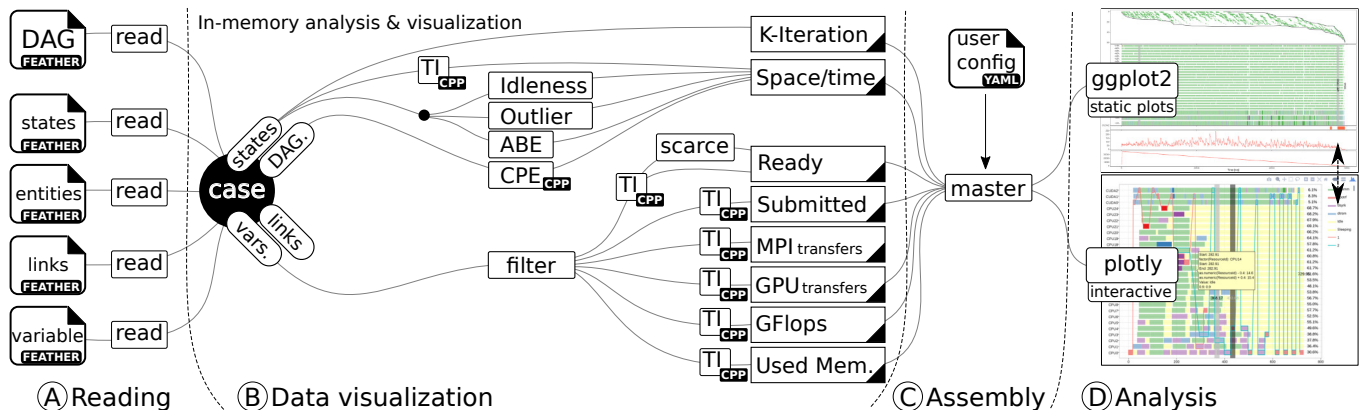 DAG
FEATHER
read
states
FEATHER
read
entities
FEATHER
read
links
FEATHER
read
variable
FEATHER
read
A Reading
In-memory analysis & visualization
case
states
DAG.
links
vars.
TI
CPP
Idleness
Outlier
ABE
CPE
CPP
filter
scarce
TI
CPP
TI
CPP
TI
CPP
TI
CPP
TI
CPP
TI
CPP
K-Iteration
Space/time
Ready
Submitted
MPI transfers
GPU transfers
GFlops
Used Mem.
B Data visualization
user
config
YAML
master
C Assembly
ggplot2
static plots
plotly
interactive
D Analysis